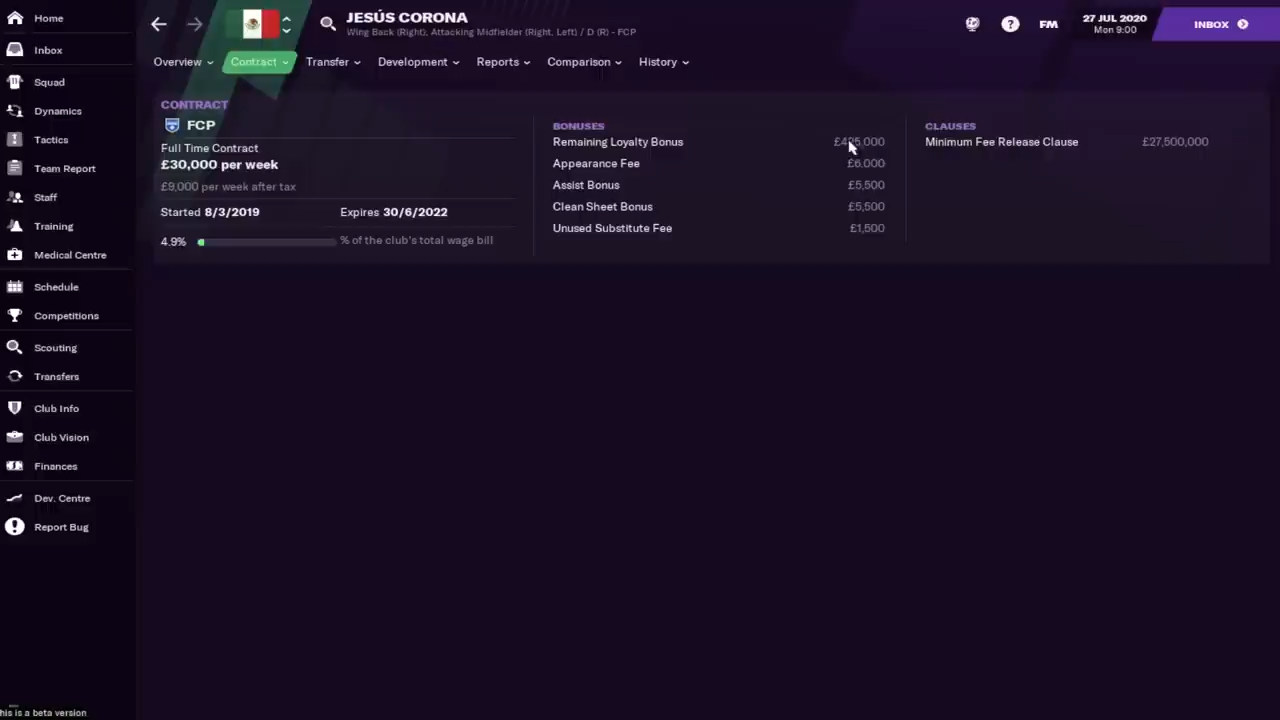 Home
Inbox
Squad
Dynamics
Tactics
Team Report
Staff
Training
Medical Centre
Schedule
Competitions
Scouting
Transfers
Club Info
Club Vision
Finances
Dev. Centre
Report Bug
his is a beta version
JESÚS CORONA
Wing Back (Right), Attacking Midfielder (Right, Left) / D (R) - FCP
FM
27 JUL 2020
Mon 9:00
INBOX
Overview
Contract
Transfer
Development
Reports
Comparison
History
CONTRACT
FCP
Full Time Contract
£30,000 per week
£9,000 per week after tax
Started 8/3/2019
Expires 30/6/2022
4.9%
% of the club's total wage bill
BONUSES
Remaining Loyalty Bonus
Appearance Fee £6,000
Assist Bonus £5,500
Clean Sheet Bonus £5,500
Unused Substitute Fee £1,500
CLAUSES
Minimum Fee Release Clause £27,500,000